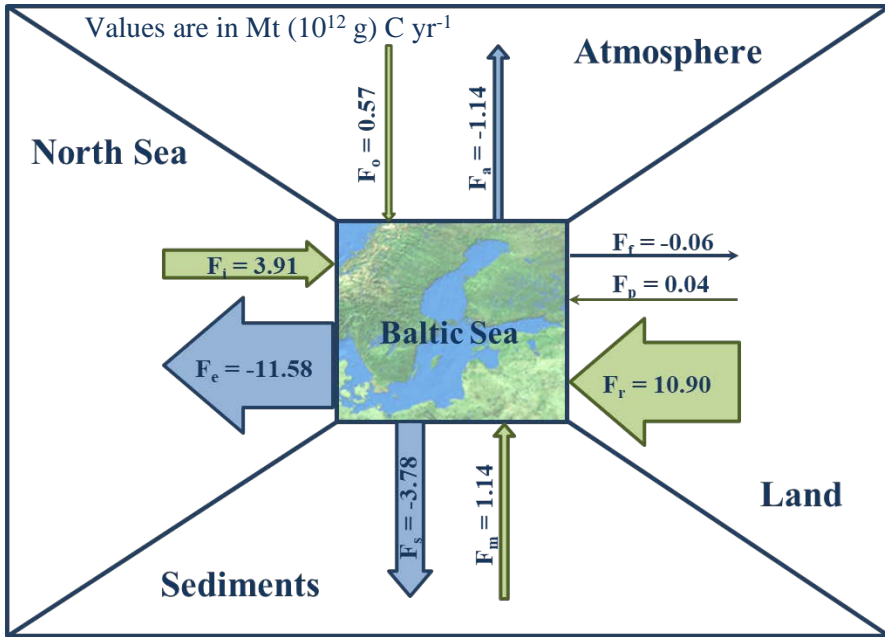 Values are in Mt (10¹² g) C yr⁻¹
Atmosphere
North Sea
Fₒ = 0.57
Fₐ = -1.14
F_f = -0.06
Fᵢ = 3.91
Fₚ = 0.04
Baltic Sea
Fₑ = -11.58
Fᵣ = 10.90
Fₛ = -3.78
Fₘ = 1.14
Land
Sediments